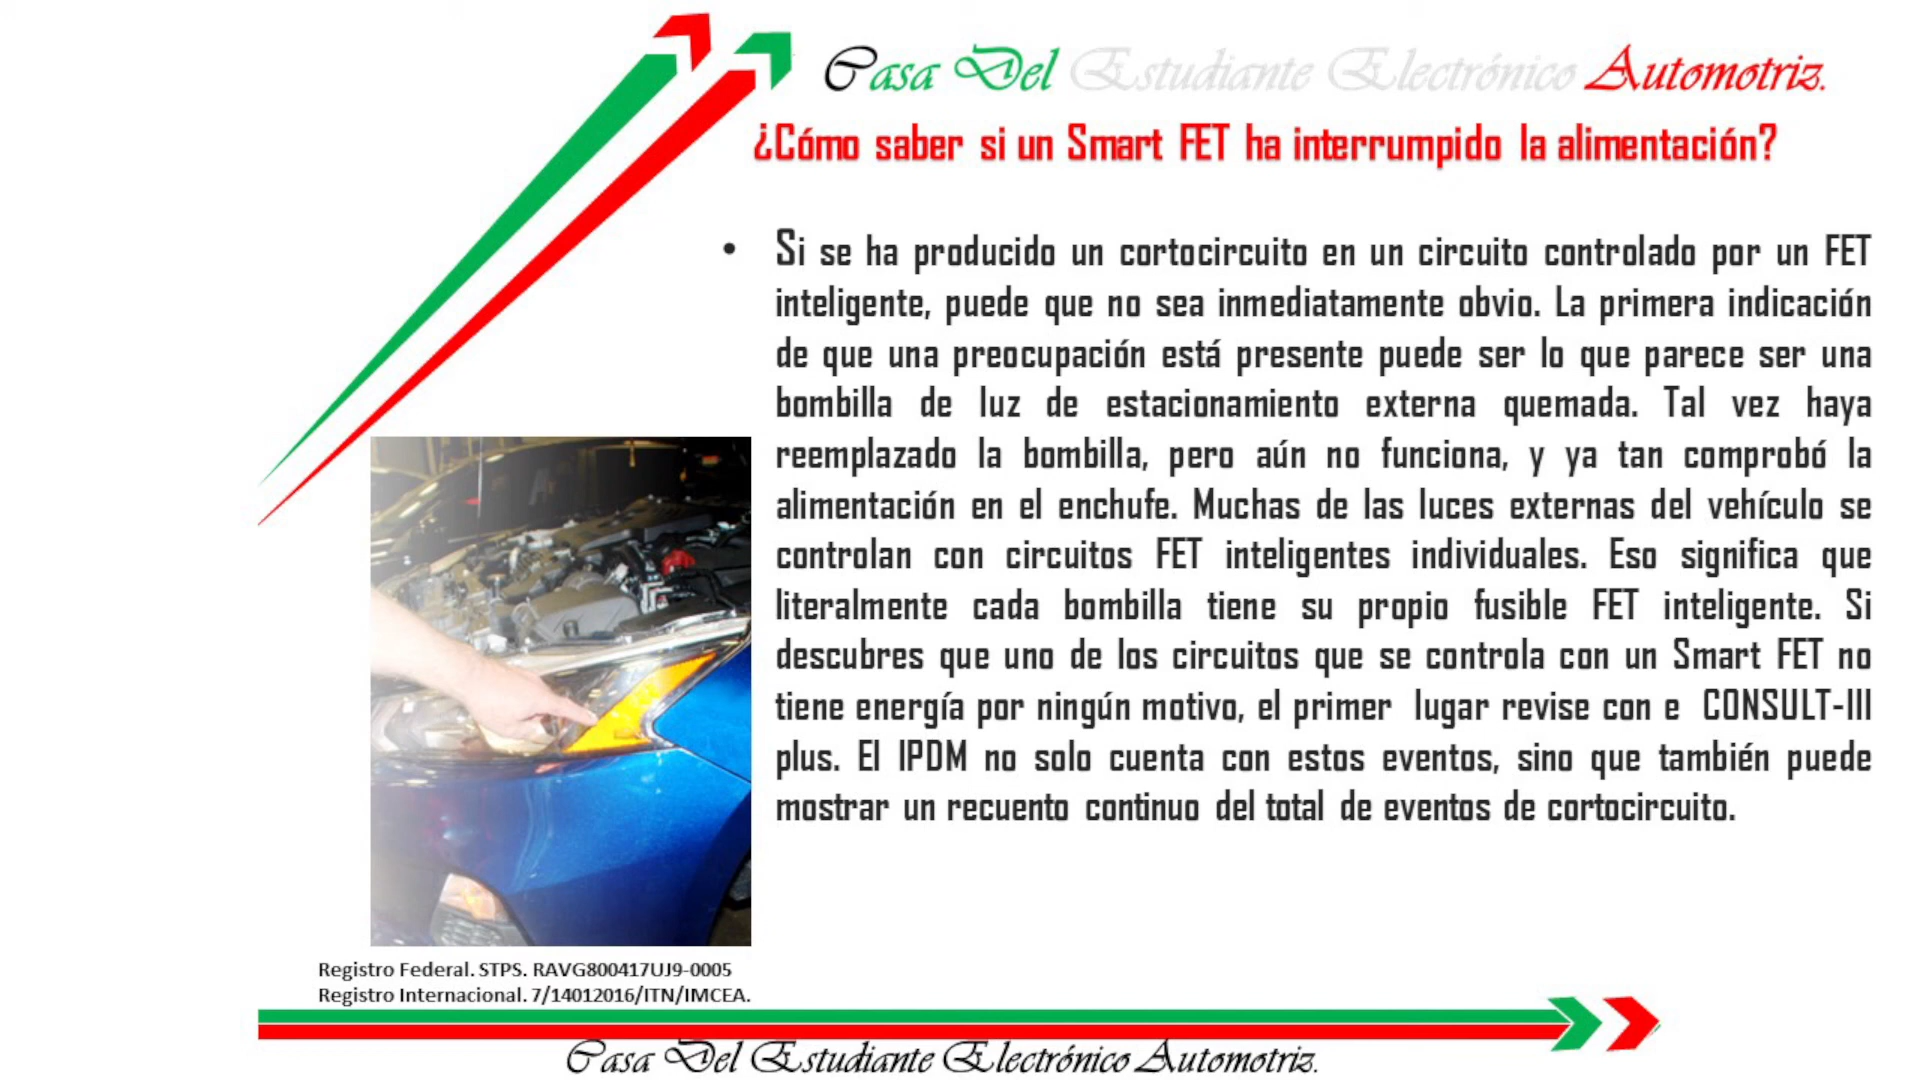 Casa Del Estudiante Electrónico Automotriz.
¿Cómo saber si un Smart FET ha interrumpido la alimentación?
• Si se ha producido un cortocircuito en un circuito controlado por un FET
inteligente, puede que no sea inmediatamente obvio. La primera indicación
de que una preocupación está presente puede ser lo que parece ser una
bombilla de luz de estacionamiento externa quemada. Tal vez haya
reemplazado la bombilla, pero aún no funciona, y ya tan comprobó la
alimentación en el enchufe. Muchas de las luces externas del vehículo se
controlan con circuitos FET inteligentes individuales. Eso significa que
literalmente cada bombilla tiene su propio fusible FET inteligente. Si
descubres que uno de los circuitos que se controla con un Smart FET no
tiene energía por ningún motivo, el primer lugar revise con e CONSULT-III
plus. El IPDM no solo cuenta con estos eventos, sino que también puede
mostrar un recuento continuo del total de eventos de cortocircuito.
Registro Federal. STPS. RAVG800417UJ9-0005
Registro Internacional. 7/14012016/ITN/IMCEA.
Casa Del Estudiante Electrónico Automotriz.